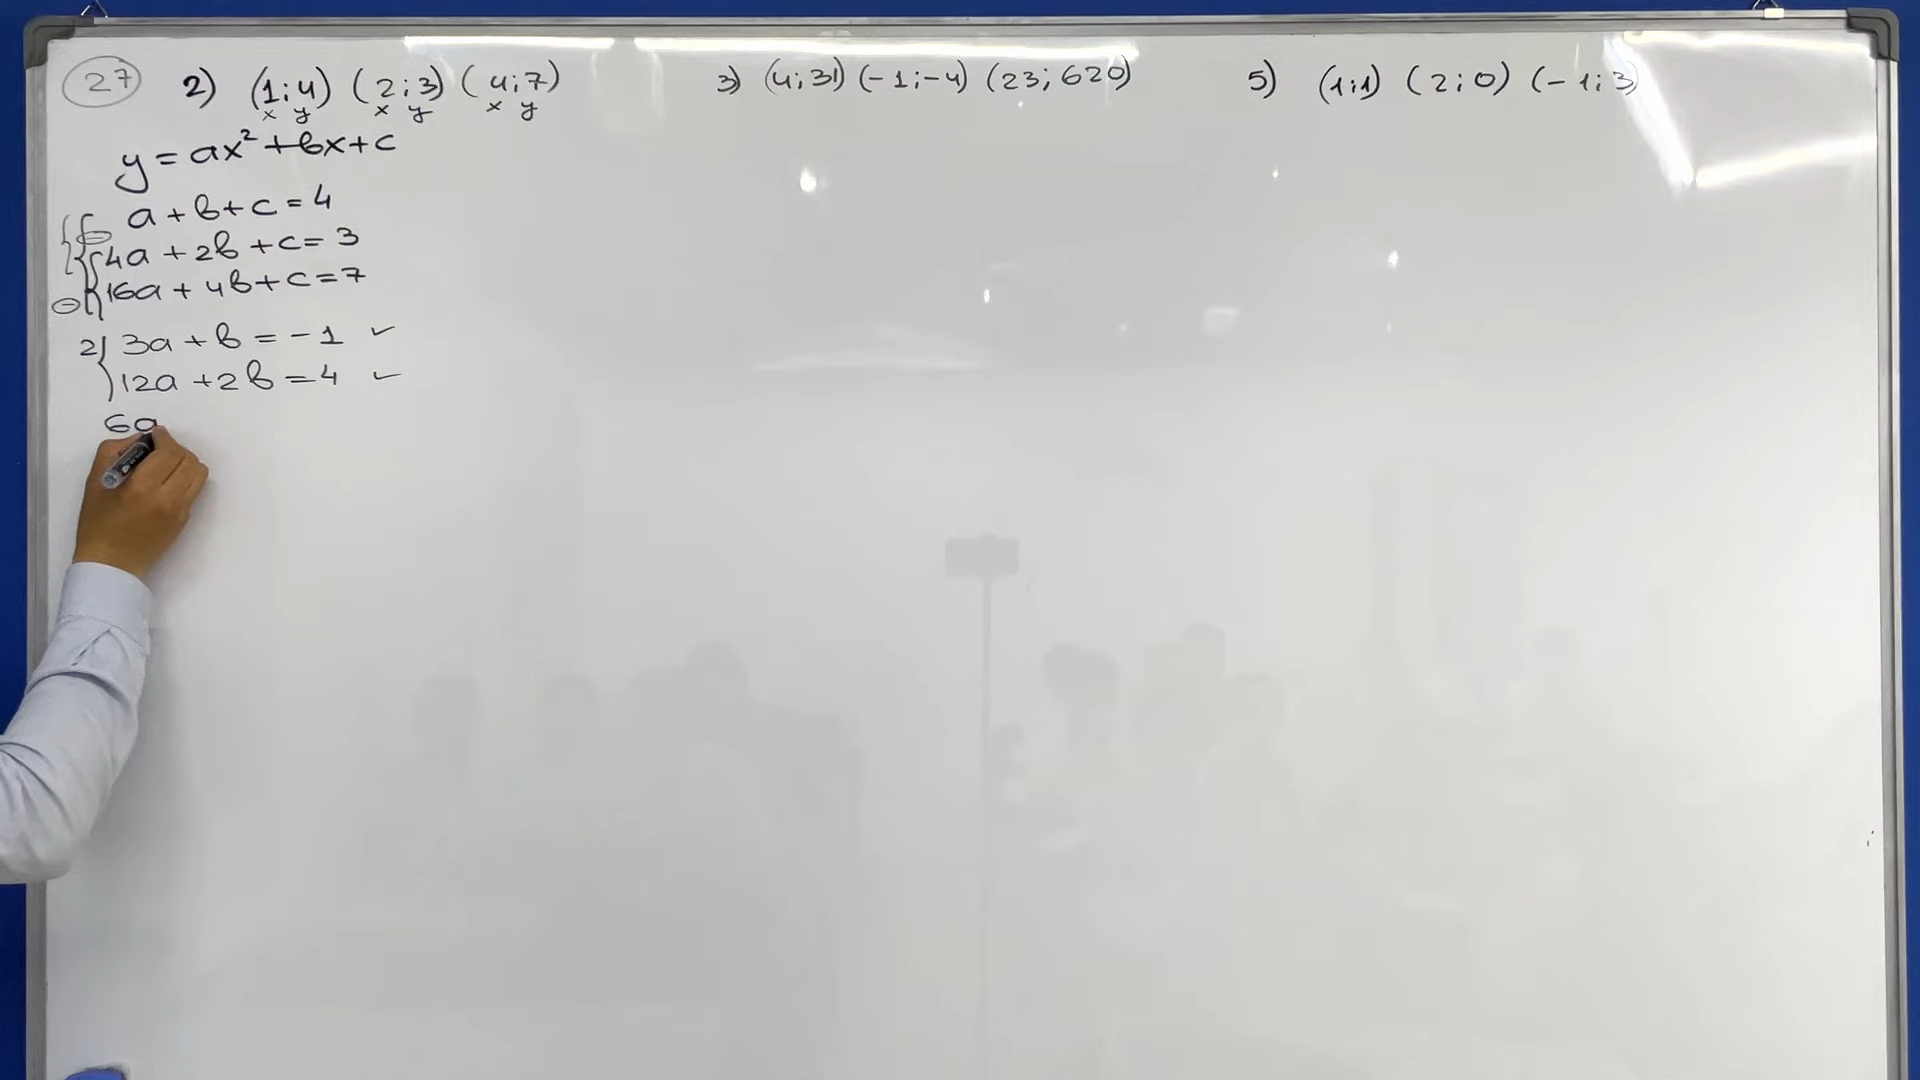 27 2) (1;4) (2;3) (4;7)
x y x y x y
y = ax² + bx + c
a + b + c = 4
4a + 2b + c = 3
16a + 4b + c = 7
2 3a + b = -1 ✓
12a + 2b = 4 ✓
6a
3) (4;31) (-1;-4) (23;620)
5) (1;1) (2;0) (-1;3)